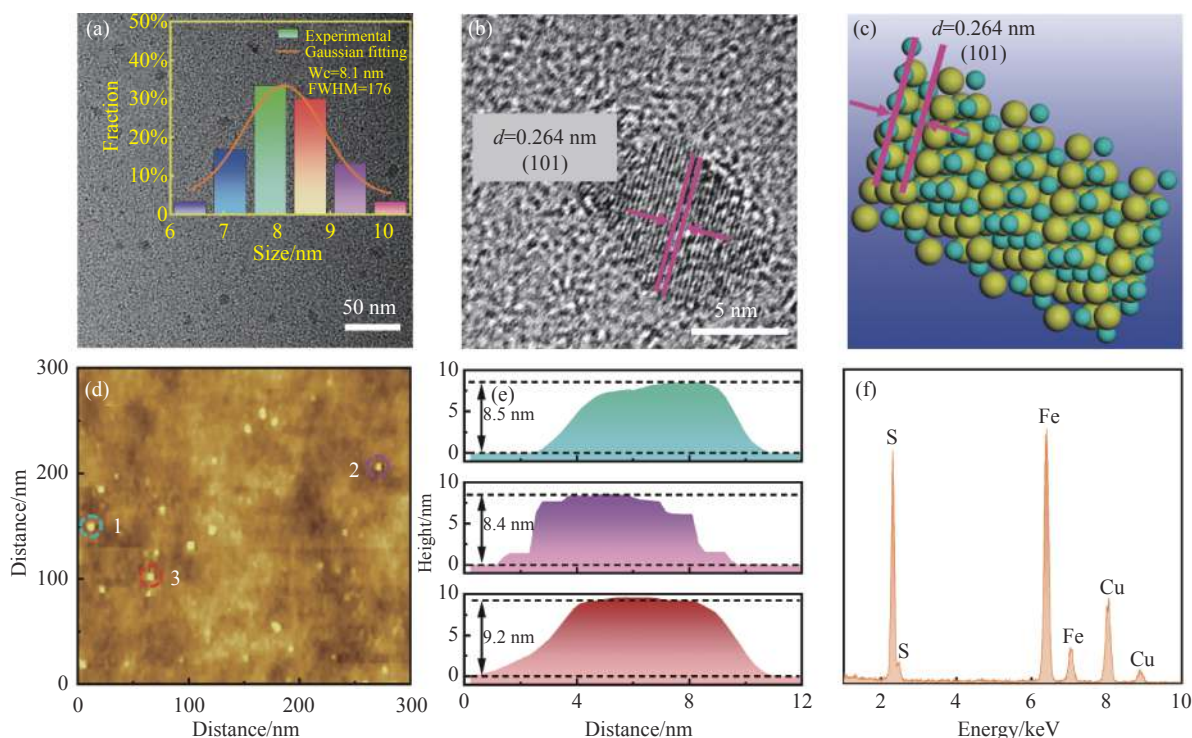 (a)
50%
40%
30%
20%
10%
0
Fraction
Experimental
Gaussian fitting
Wc=8.1 nm
FWHM=176
6 7 8 9 10
Size/nm
50 nm
(b)
d=0.264 nm
(101)
5 nm
(c)
d=0.264 nm
(101)
(d)
300
200
100
0
Distance/nm
1
2
3
0 100 200 300
Distance/nm
(e)
10
5
0
8.5 nm
10
5
0
8.4 nm
10
5
0
9.2 nm
Height/nm
0 4 8 12
Distance/nm
(f)
S
S
Fe
Fe
Cu
Cu
2 4 6 8 10
Energy/keV